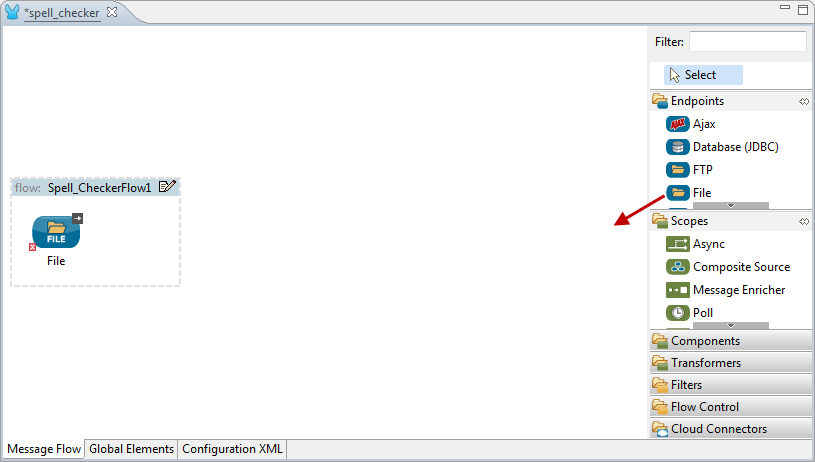 *spell_checker
Filter:
Select
Endpoints
Ajax
AJAX
Database (JDBC)
FTP
File
Scopes
Async
Composite Source
Message Enricher
Poll
Components
Transformers
Filters
Flow Control
Cloud Connectors
flow: Spell_CheckerFlow1
FILE
File
Message Flow
Global Elements
Configuration XML